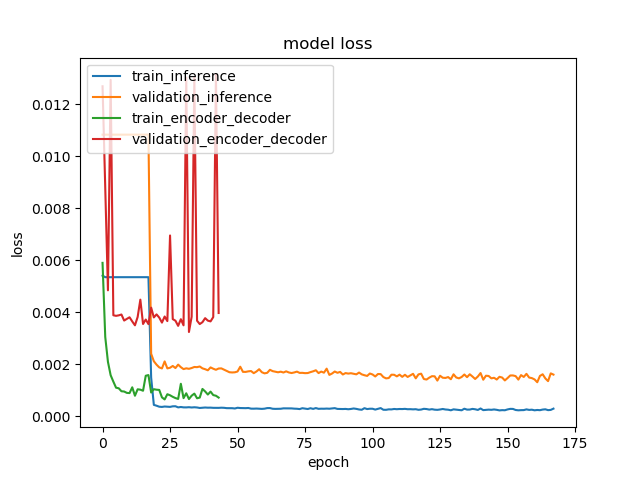 model loss
train_inference
validation_inference
train_encoder_decoder
validation_encoder_decoder
0.012
0.010
0.008
0.006
0.004
0.002
0.000
loss
0 25 50 75 100 125 150 175
epoch